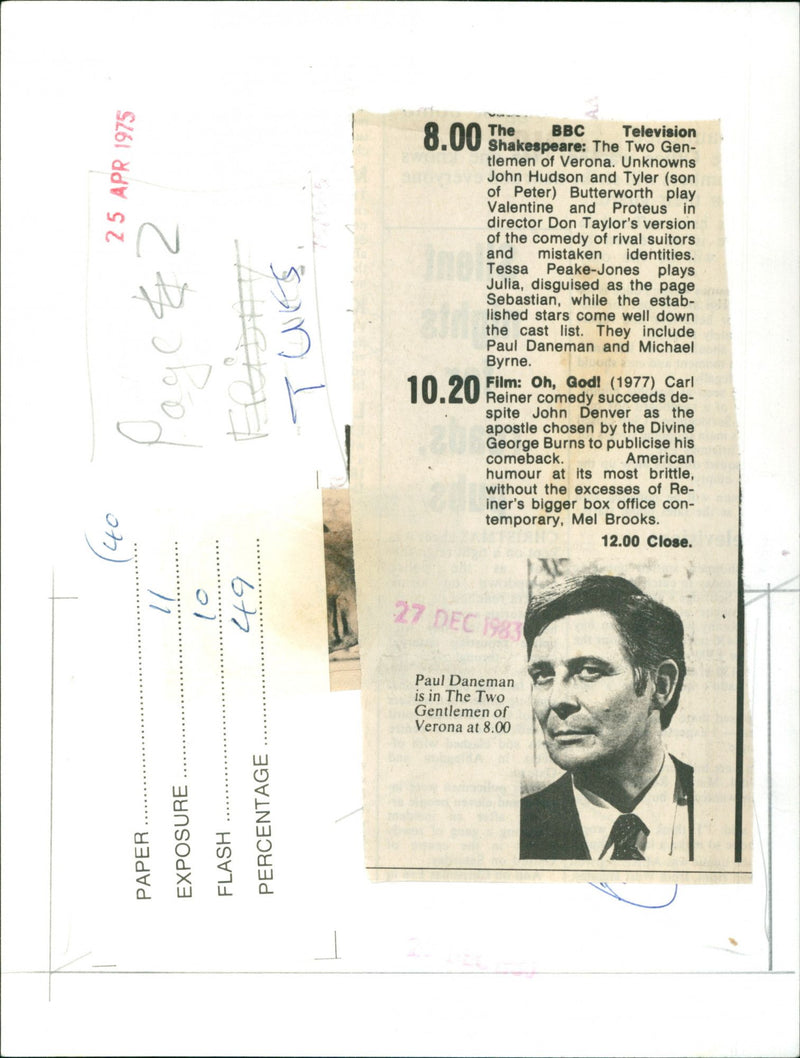 25 APR 1975
Page 42
FRIDAY
TUES.
(40
PAPER
11
EXPOSURE
10
FLASH
49
PERCENTAGE
8.00 The BBC Television
Shakespeare: The Two Gen-
tlemen of Verona. Unknowns
John Hudson and Tyler (son
of Peter) Butterworth play
Valentine and Proteus in
director Don Taylor's version
of the comedy of rival suitors
and mistaken identities.
Tessa Peake-Jones plays
Julia, disguised as the page
Sebastian, while the estab-
lished stars come well down
the cast list. They include
Paul Daneman and Michael
Byrne.
10.20 Film: Oh, God! (1977) Carl
Reiner comedy succeeds de-
spite John Denver as the
apostle chosen by the Divine
George Burns to publicise his
comeback. American
humour at its most brittle,
without the excesses of Re-
iner's bigger box office con-
temporary, Mel Brooks.
12.00 Close.
27 DEC 1983
Paul Daneman
is in The Two
Gentlemen of
Verona at 8.00